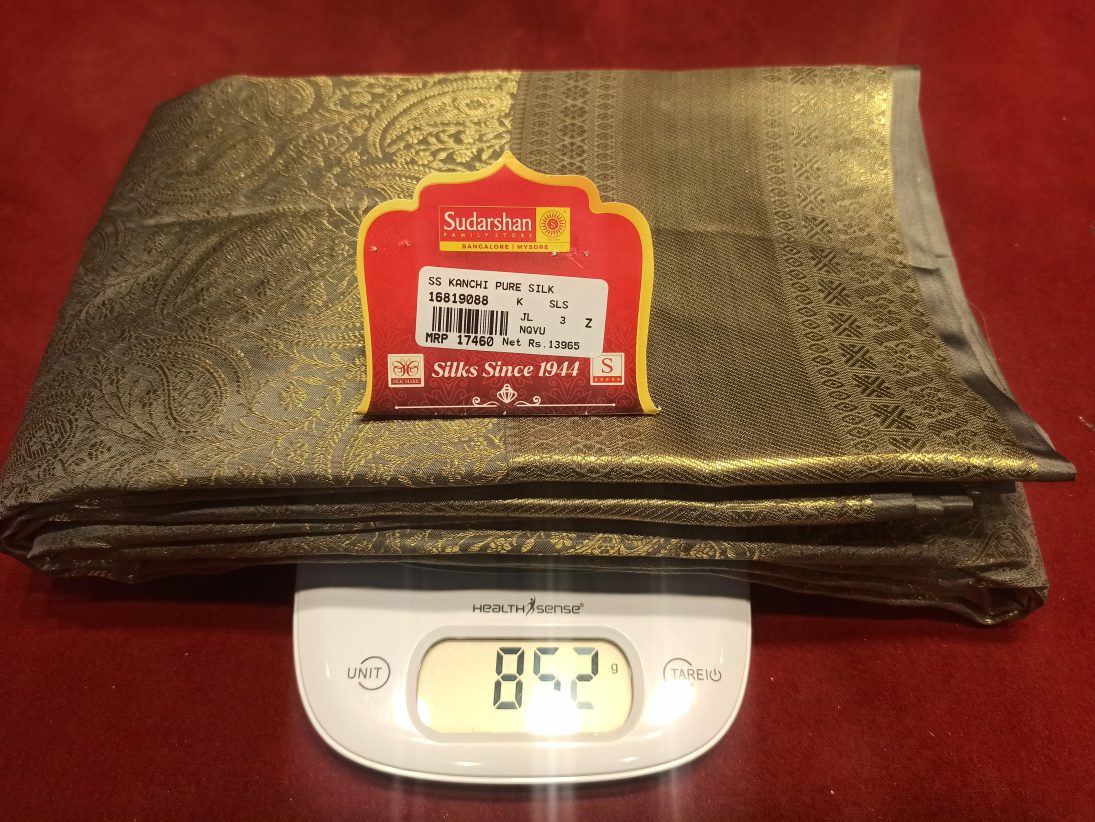 Sudarshan
FAMILY STORE
BANGALORE | MYSORE
SS KANCHI PURE SILK
16819088 K SLS
JL 3 Z
NQVU
MRP 17460 Net Rs.13965
SILK MARK
Silks Since 1944
S
HEALTH SENSE
UNIT
852 g
TARE